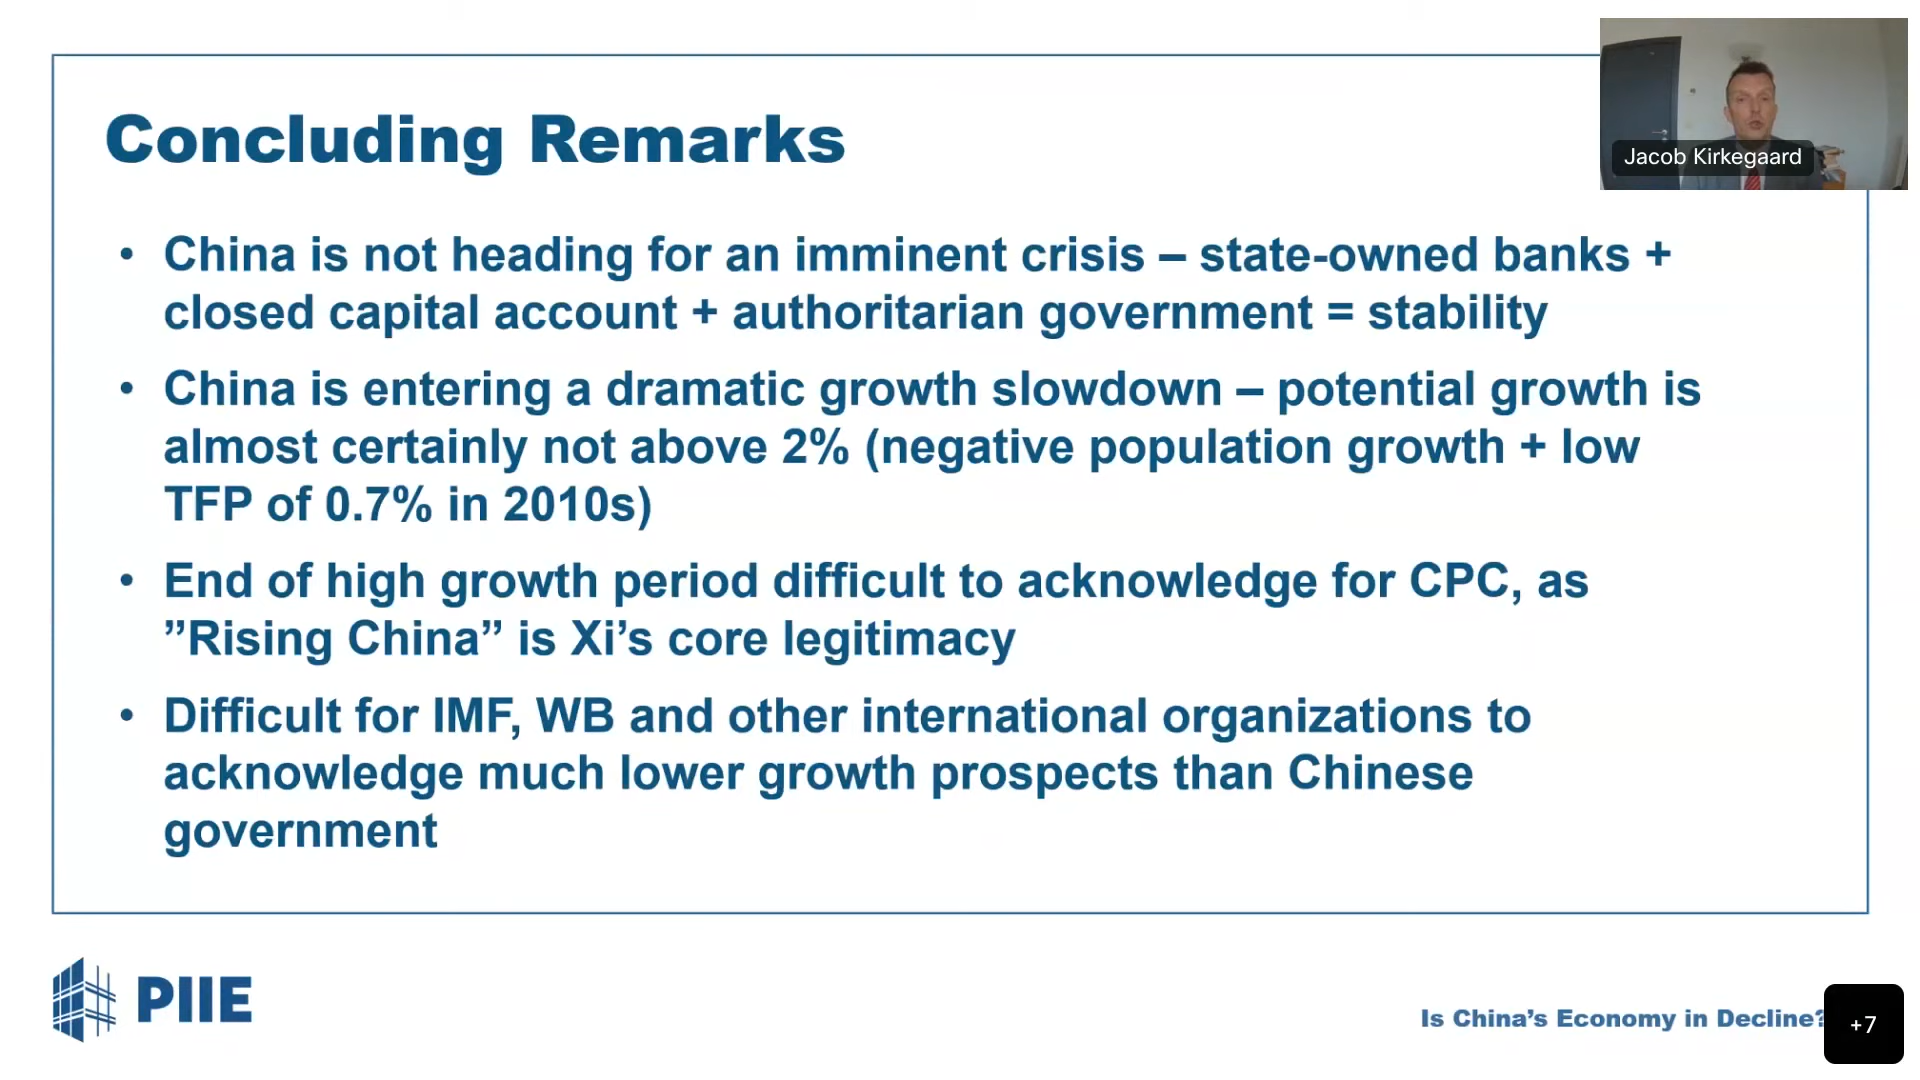 Jacob Kirkegaard
Concluding Remarks
• China is not heading for an imminent crisis – state-owned banks +
closed capital account + authoritarian government = stability
• China is entering a dramatic growth slowdown – potential growth is
almost certainly not above 2% (negative population growth + low
TFP of 0.7% in 2010s)
• End of high growth period difficult to acknowledge for CPC, as
”Rising China” is Xi’s core legitimacy
• Difficult for IMF, WB and other international organizations to
acknowledge much lower growth prospects than Chinese
government
PIIE
Is China’s Economy in Decline?
+7